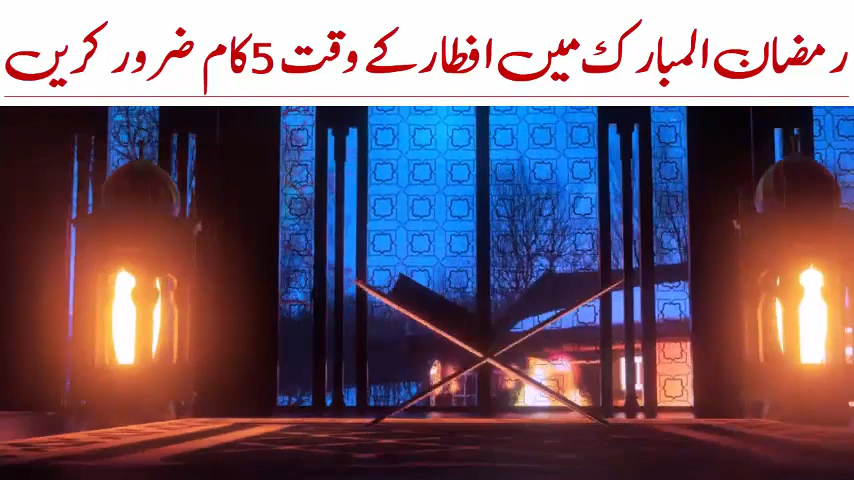 رمضان المبارک میں افطار کے وقت 5 کام ضرور کریں